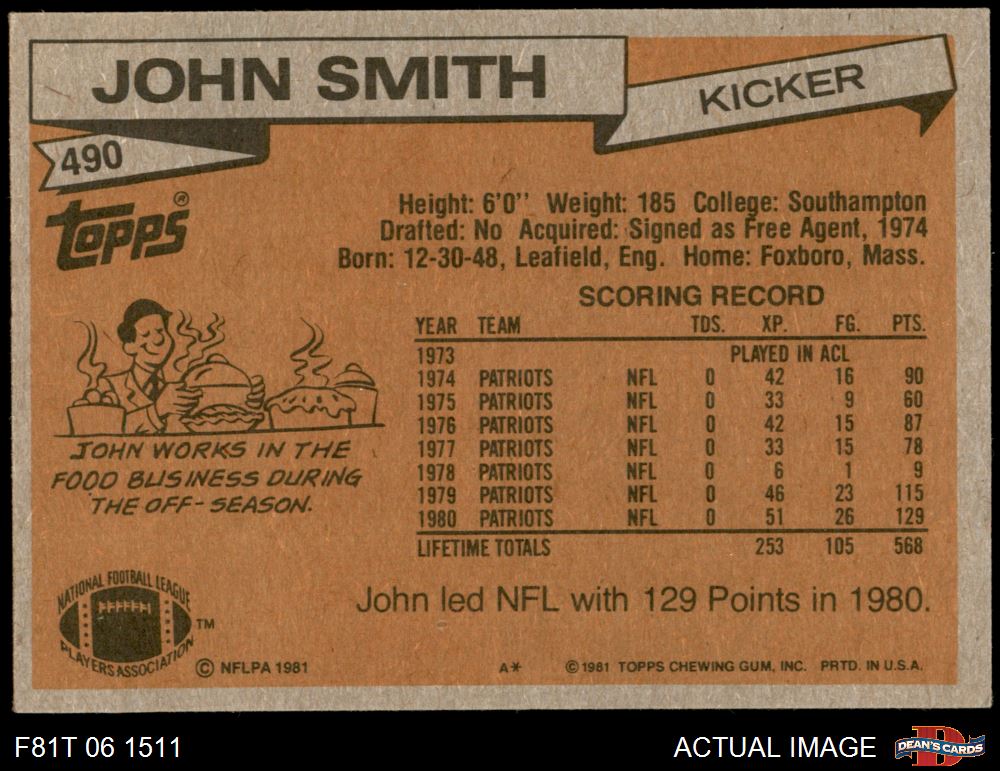 JOHN SMITH
KICKER
490
topps®
Height: 6'0'' Weight: 185 College: Southampton
Drafted: No Acquired: Signed as Free Agent, 1974
Born: 12-30-48, Leafield, Eng. Home: Foxboro, Mass.
SCORING RECORD
YEAR TEAM TDS. XP. FG. PTS.
1973 PLAYED IN ACL
1974 PATRIOTS NFL 0 42 16 90
1975 PATRIOTS NFL 0 33 9 60
1976 PATRIOTS NFL 0 42 15 87
1977 PATRIOTS NFL 0 33 15 78
1978 PATRIOTS NFL 0 6 1 9
1979 PATRIOTS NFL 0 46 23 115
1980 PATRIOTS NFL 0 51 26 129
LIFETIME TOTALS 253 105 568
JOHN WORKS IN THE
FOOD BUSINESS DURING
THE OFF-SEASON.
John led NFL with 129 Points in 1980.
NATIONAL FOOTBALL LEAGUE
PLAYERS ASSOCIATION
TM
© NFLPA 1981
A*
© 1981 TOPPS CHEWING GUM, INC. PRTD. IN U.S.A.
F81T 06 1511
ACTUAL IMAGE
D
DEAN'S CARDS